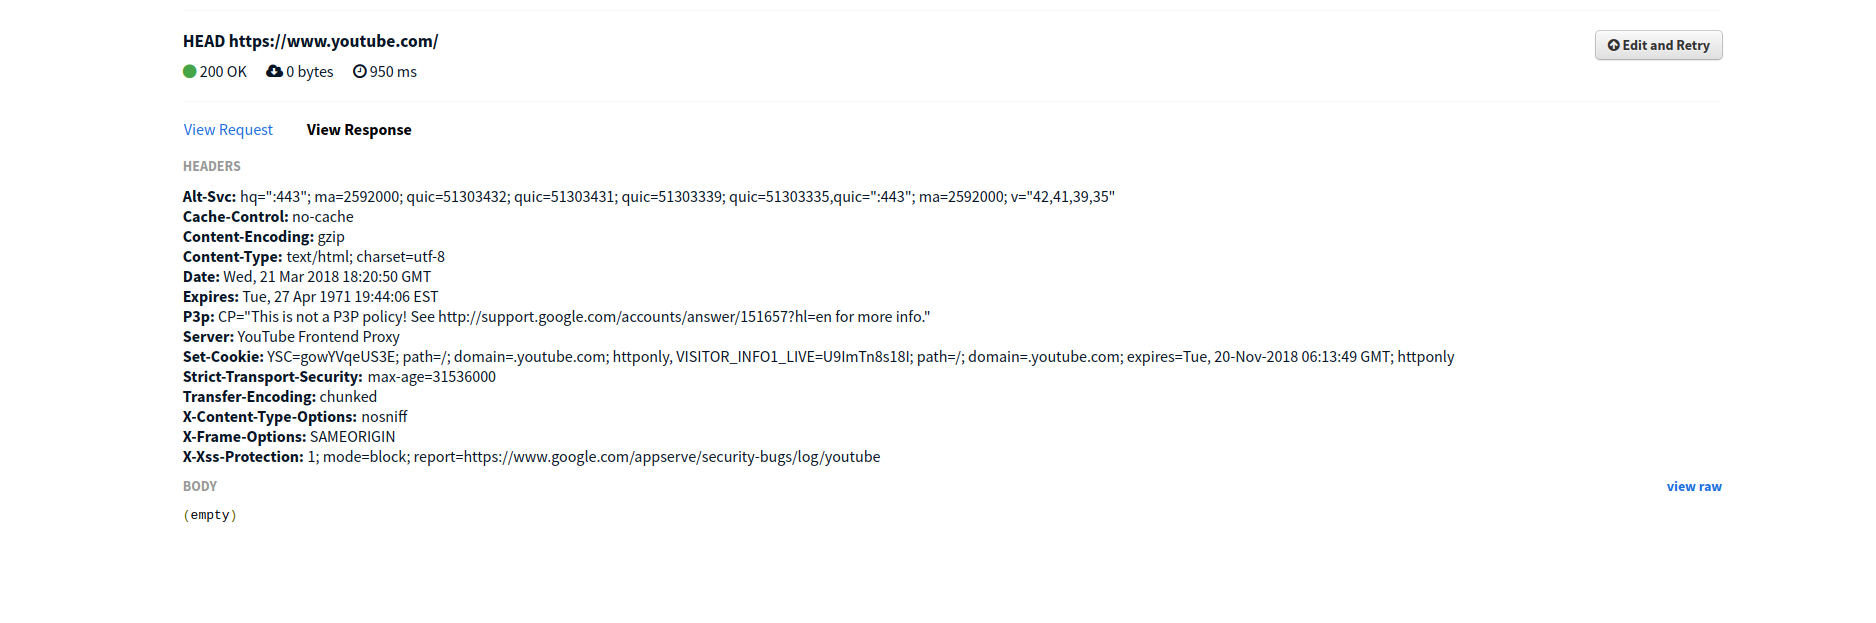 HEAD https://www.youtube.com/
Edit and Retry
200 OK 0 bytes 950 ms
View Request View Response
HEADERS
Alt-Svc: hq=":443"; ma=2592000; quic=51303432; quic=51303431; quic=51303339; quic=51303335,quic=":443"; ma=2592000; v="42,41,39,35"
Cache-Control: no-cache
Content-Encoding: gzip
Content-Type: text/html; charset=utf-8
Date: Wed, 21 Mar 2018 18:20:50 GMT
Expires: Tue, 27 Apr 1971 19:44:06 EST
P3p: CP="This is not a P3P policy! See http://support.google.com/accounts/answer/151657?hl=en for more info."
Server: YouTube Frontend Proxy
Set-Cookie: YSC=gowYVqeUS3E; path=/; domain=.youtube.com; httponly, VISITOR_INFO1_LIVE=U9ImTn8s18I; path=/; domain=.youtube.com; expires=Tue, 20-Nov-2018 06:13:49 GMT; httponly
Strict-Transport-Security: max-age=31536000
Transfer-Encoding: chunked
X-Content-Type-Options: nosniff
X-Frame-Options: SAMEORIGIN
X-Xss-Protection: 1; mode=block; report=https://www.google.com/appserve/security-bugs/log/youtube
BODY
view raw
(empty)